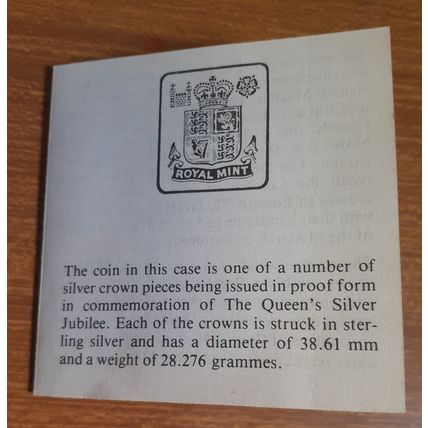 ROYAL MINT
The coin in this case is one of a number of
silver crown pieces being issued in proof form
in commemoration of The Queen's Silver
Jubilee. Each of the crowns is struck in ster-
ling silver and has a diameter of 38.61 mm
and a weight of 28.276 grammes.